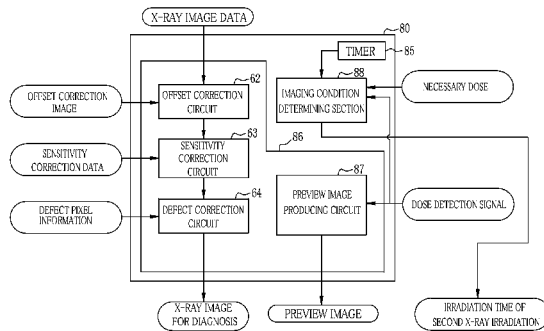 X-RAY IMAGE DATA
80
TIMER
85
62
88
OFFSET CORRECTION
IMAGE
OFFSET CORRECTION
CIRCUIT
IMAGING CONDITION
DETERMINING SECTION
NECESSARY DOSE
63
86
SENSITIVITY
CORRECTION DATA
SENSITIVITY
CORRECTION
CIRCUIT
64
87
DEFECT PIXEL
INFORMATION
DEFECT CORRECTION
CIRCUIT
PREVIEW IMAGE
PRODUCING CIRCUIT
DOSE DETECTION SIGNAL
X-RAY IMAGE
FOR DIAGNOSIS
PREVIEW IMAGE
IRRADIATION TIME OF
SECOND X-RAY IRRADIATION